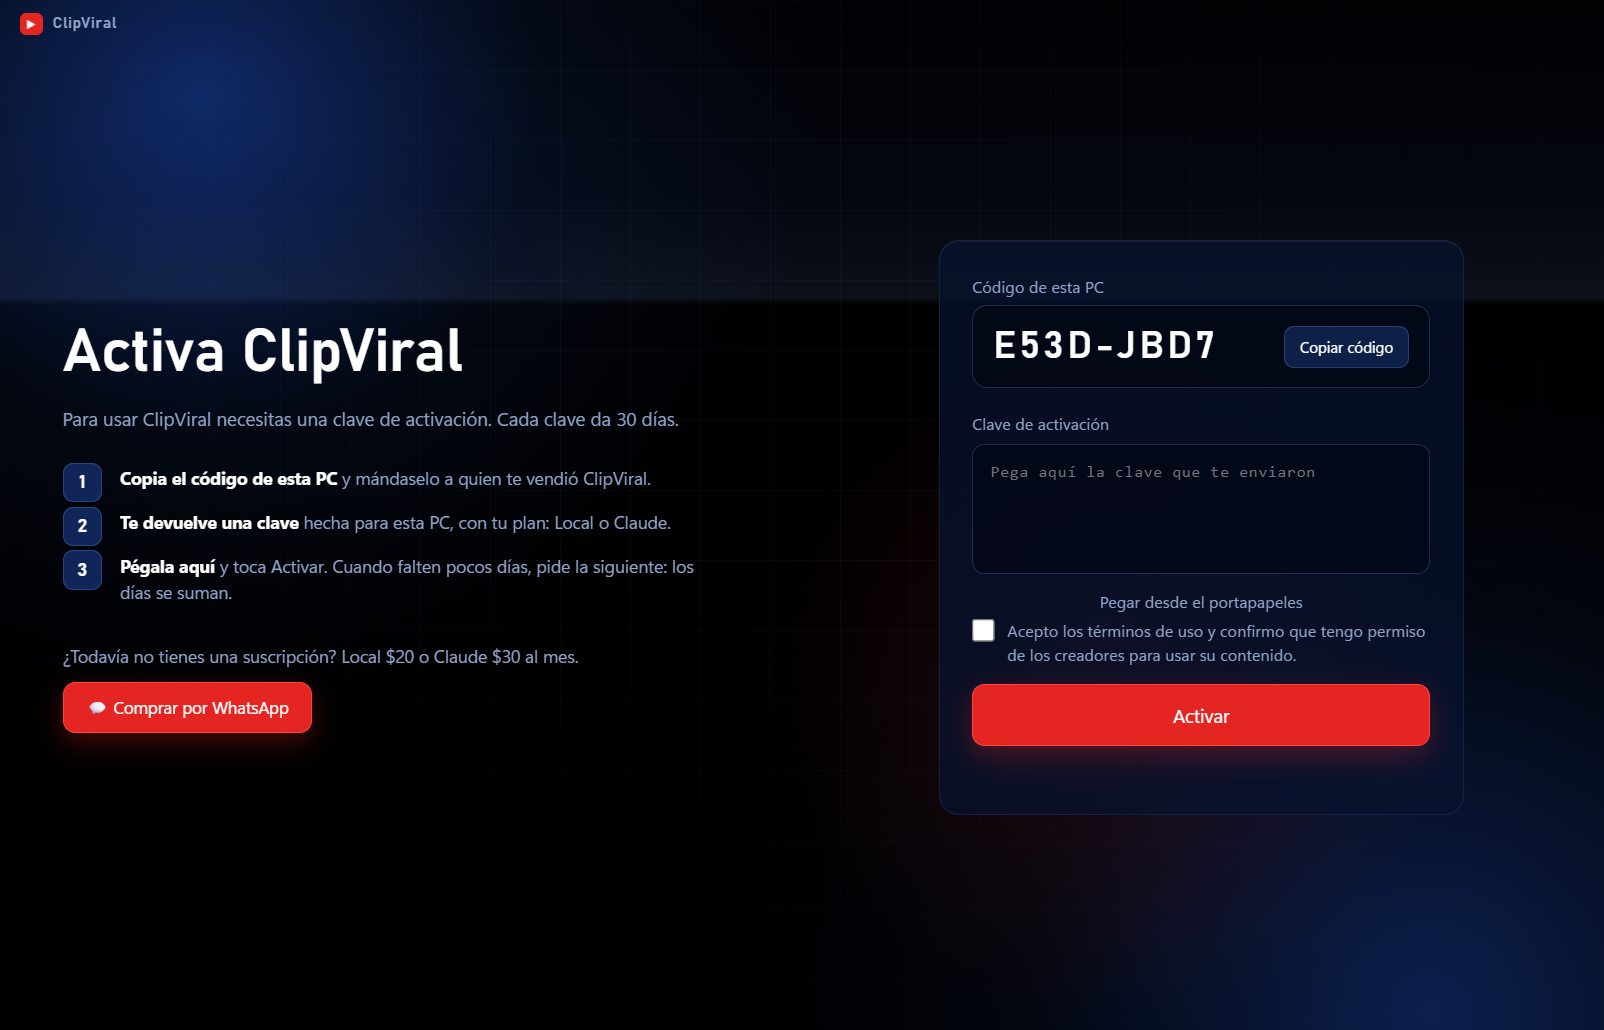 ClipViral
Activa ClipViral
Para usar ClipViral necesitas una clave de activación. Cada clave da 30 días.
1 Copia el código de esta PC y mándaselo a quien te vendió ClipViral.
2 Te devuelve una clave hecha para esta PC, con tu plan: Local o Claude.
3 Pégala aquí y toca Activar. Cuando falten pocos días, pide la siguiente: los
días se suman.
¿Todavía no tienes una suscripción? Local $20 o Claude $30 al mes.
Comprar por WhatsApp
Código de esta PC
E53D-JBD7 Copiar código
Clave de activación
Pega aquí la clave que te enviaron
Pegar desde el portapapeles
Acepto los términos de uso y confirmo que tengo permiso
de los creadores para usar su contenido.
Activar